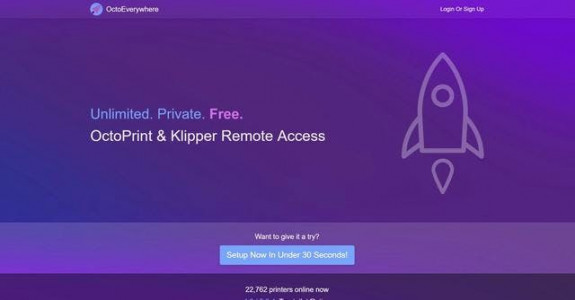 OctoEverywhere
Login Or Sign Up
Unlimited. Private. Free.
OctoPrint & Klipper Remote Access
Want to give it a try?
Setup Now In Under 30 Seconds!
22,762 printers online now